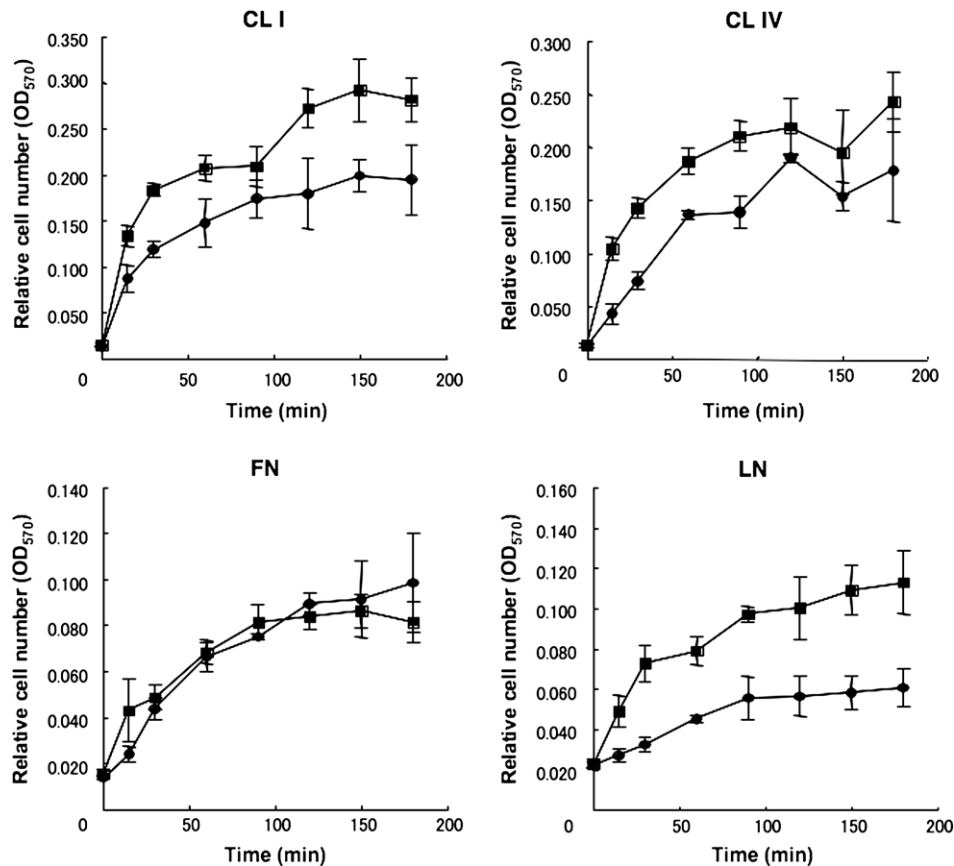 CL I
Relative cell number (OD570)
0.350
0.300
0.250
0.200
0.150
0.100
0.050
0 50 100 150 200
Time (min)
CL IV
Relative cell number (OD570)
0.300
0.250
0.200
0.150
0.100
0.050
0 50 100 150 200
Time (min)
FN
Relative cell number (OD570)
0.140
0.120
0.100
0.080
0.060
0.040
0.020
0 50 100 150 200
Time (min)
LN
Relative cell number (OD570)
0.160
0.140
0.120
0.100
0.080
0.060
0.040
0.020
0 50 100 150 200
Time (min)